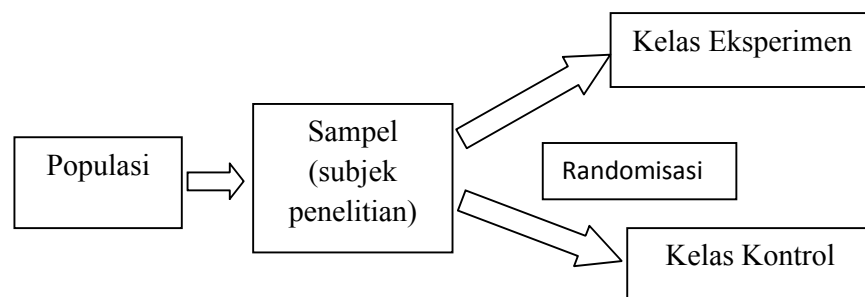 Populasi
Sampel
(subjek
penelitian)
Kelas Eksperimen
Randomisasi
Kelas Kontrol